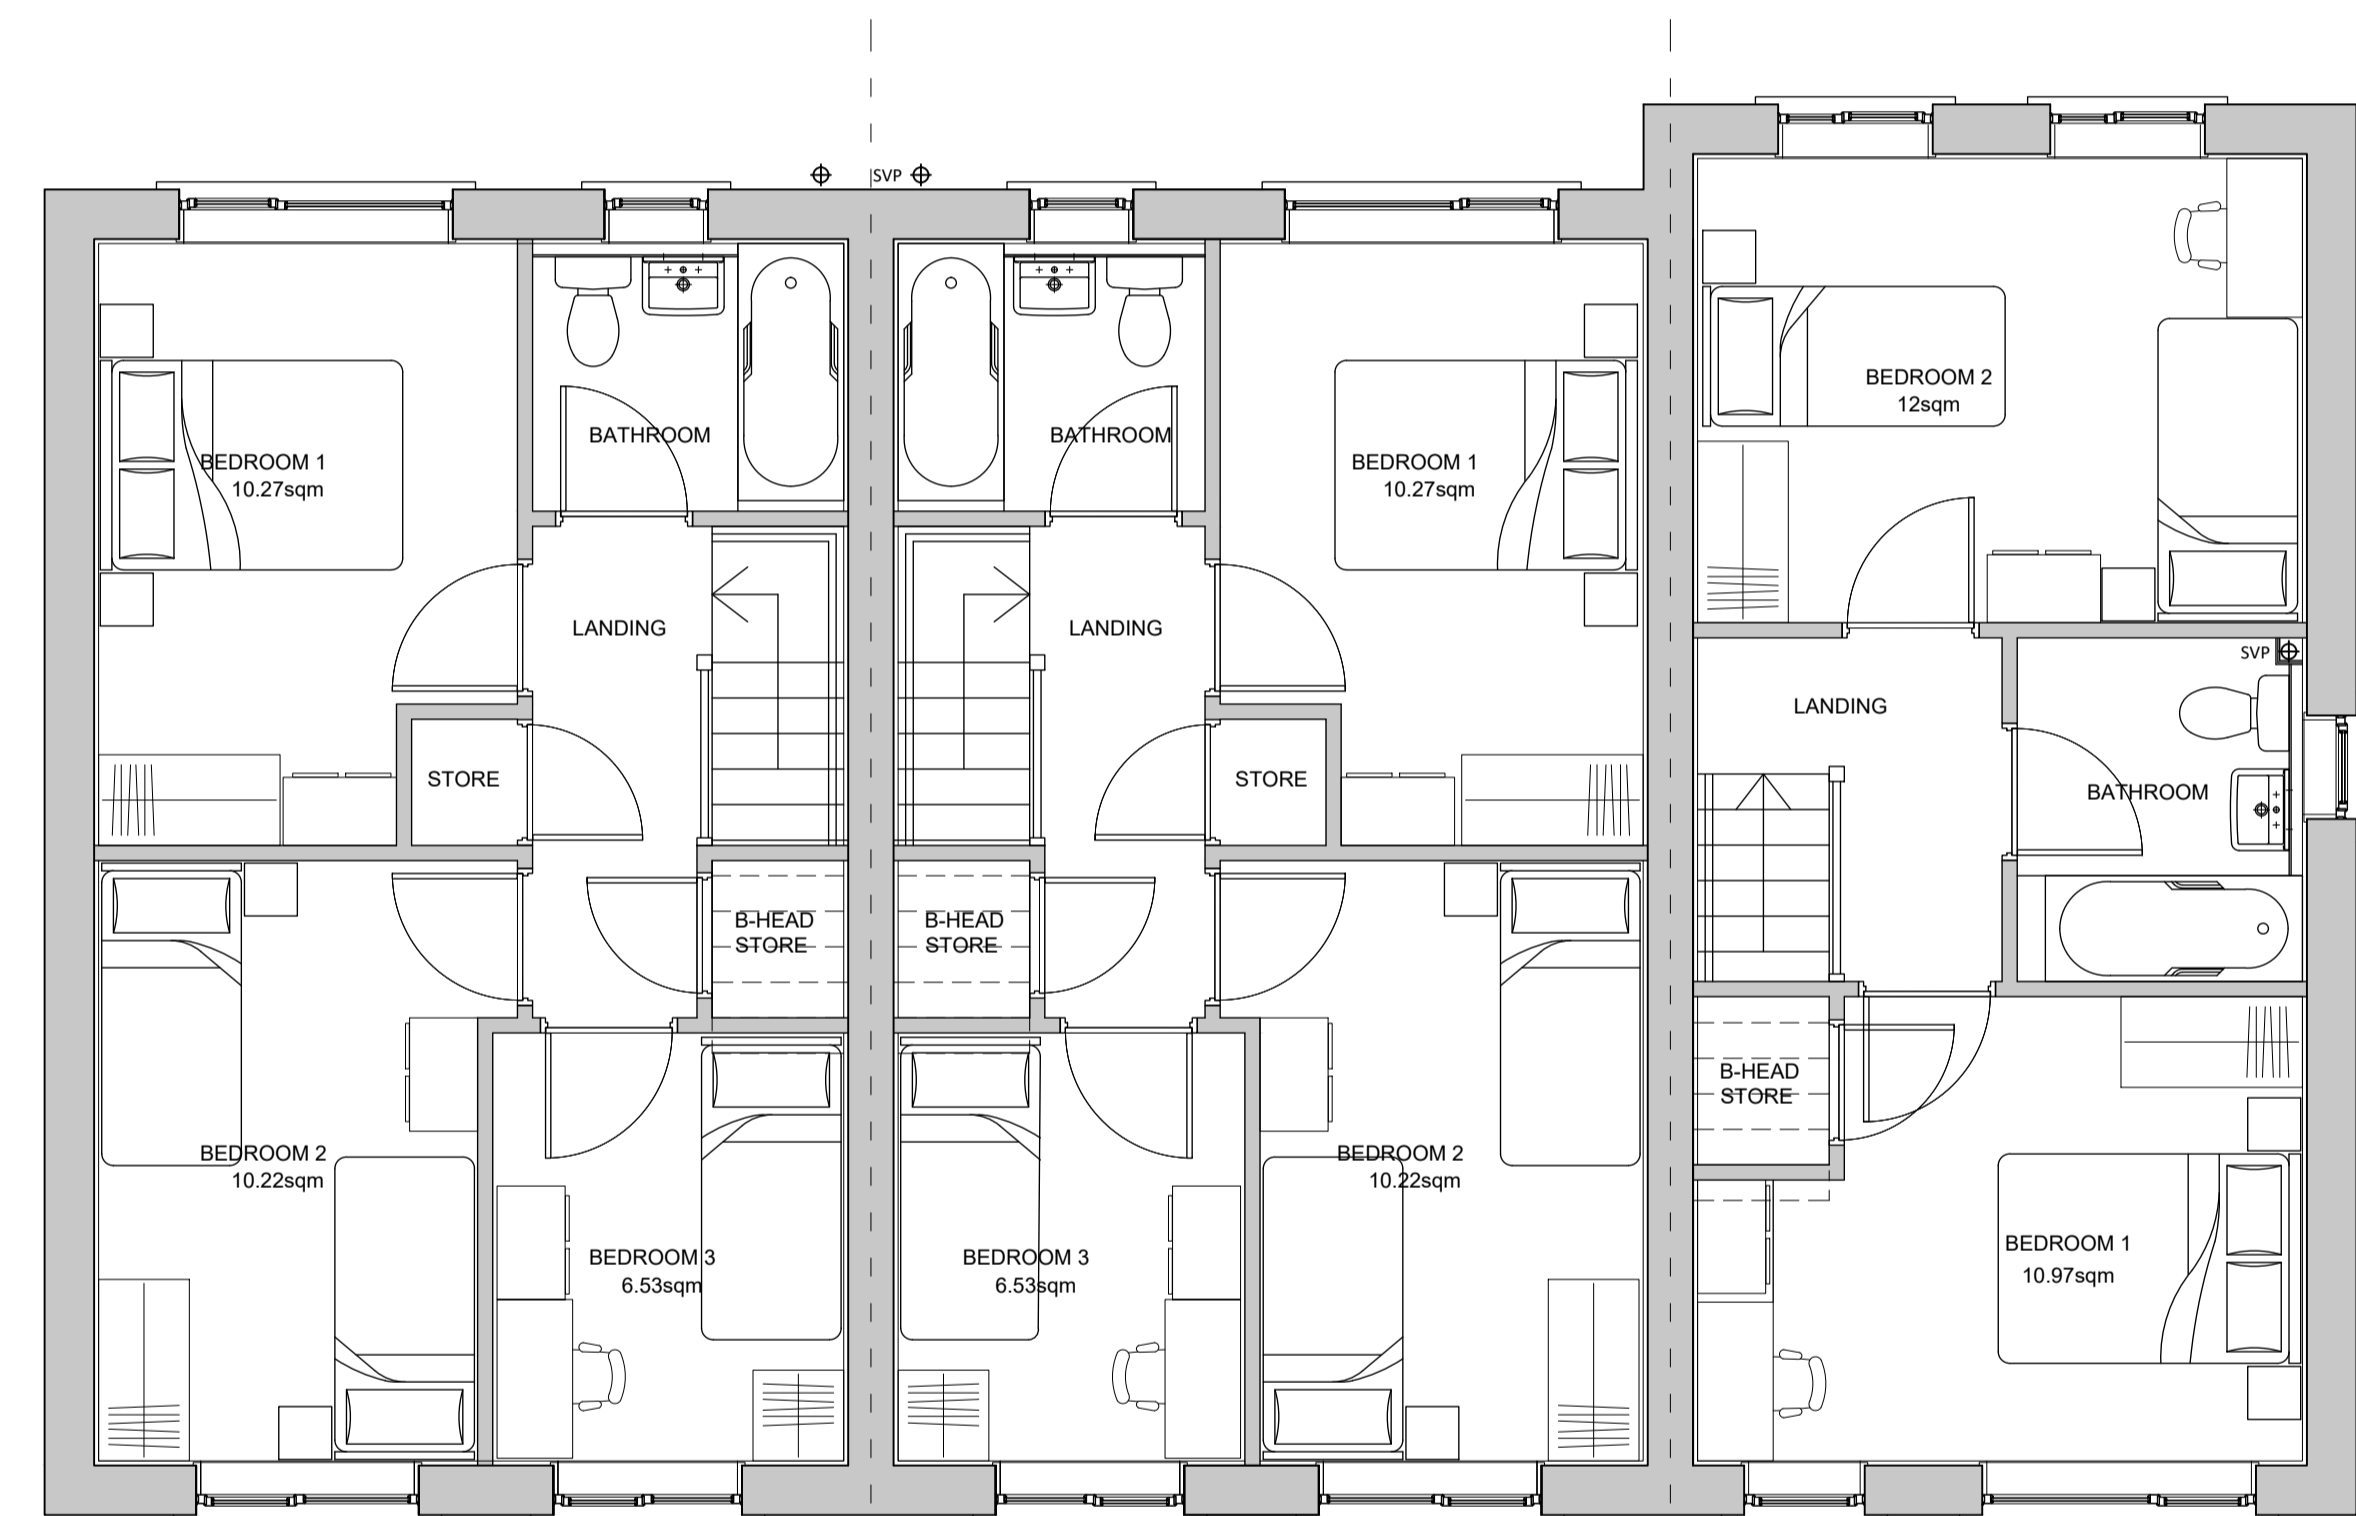 SVP
BEDROOM 1
10.27sqm
BATHROOM
LANDING
STORE
B-HEAD
STORE
BEDROOM 2
10.22sqm
BEDROOM 3
6.53sqm
BATHROOM
BEDROOM 1
10.27sqm
LANDING
STORE
B-HEAD
STORE
BEDROOM 2
10.22sqm
BEDROOM 3
6.53sqm
BEDROOM 2
12sqm
SVP
LANDING
BATHROOM
B-HEAD
STORE
BEDROOM 1
10.97sqm